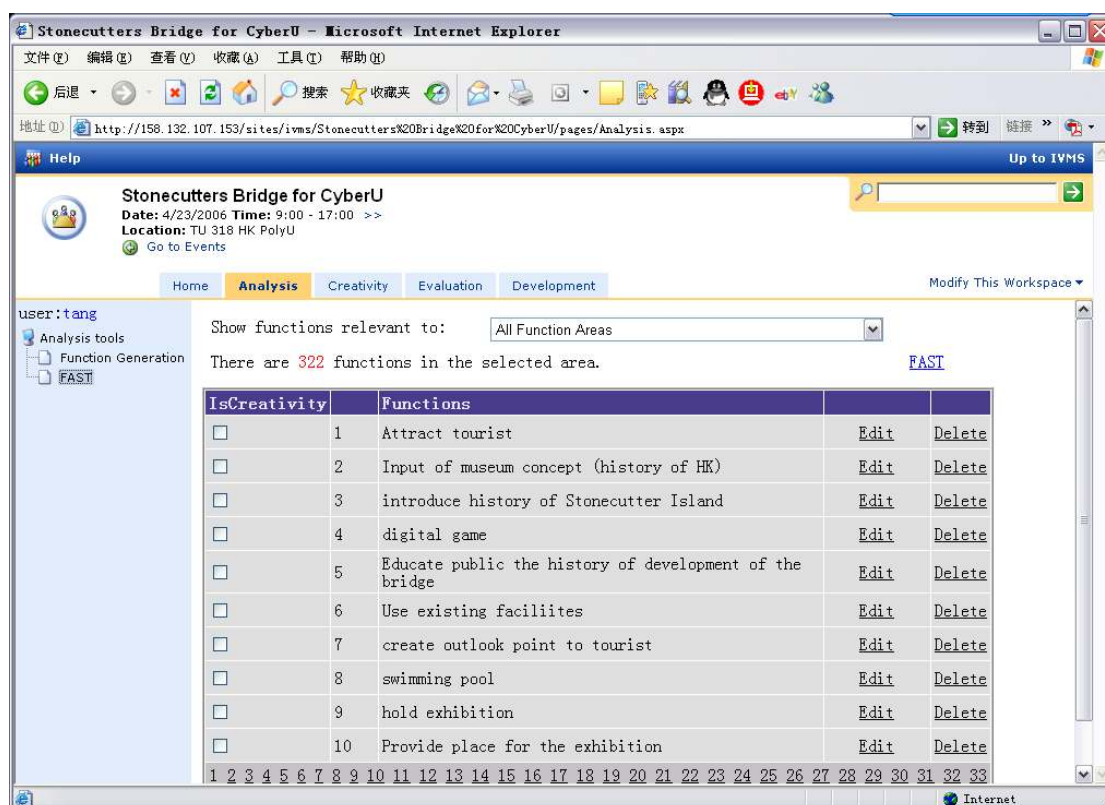 Stonecutters Bridge for CyberU - Microsoft Internet Explorer
文件(F) 编辑(E) 查看(V) 收藏(A) 工具(T) 帮助(H)
后退 搜索 收藏夹
地址(D) http://158.132.107.153/sites/ivms/Stonecutters%20Bridge%20for%20CyberU/pages/Analysis.aspx 转到 链接 »
Help Up to IVMS
Stonecutters Bridge for CyberU
Date: 4/23/2006 Time: 9:00 - 17:00 >>
Location: TU 318 HK PolyU
Go to Events
Home Analysis Creativity Evaluation Development Modify This Workspace
user:tang
Analysis tools
Function Generation
FAST
Show functions relevant to: All Function Areas
There are 322 functions in the selected area. FAST
IsCreativity Functions
1 Attract tourist Edit Delete
2 Input of museum concept (history of HK) Edit Delete
3 introduce history of Stonecutter Island Edit Delete
4 digital game Edit Delete
5 Educate public the history of development of the
bridge Edit Delete
6 Use existing faciliites Edit Delete
7 create outlook point to tourist Edit Delete
8 swimming pool Edit Delete
9 hold exhibition Edit Delete
10 Provide place for the exhibition Edit Delete
1 2 3 4 5 6 7 8 9 10 11 12 13 14 15 16 17 18 19 20 21 22 23 24 25 26 27 28 29 30 31 32 33
Internet